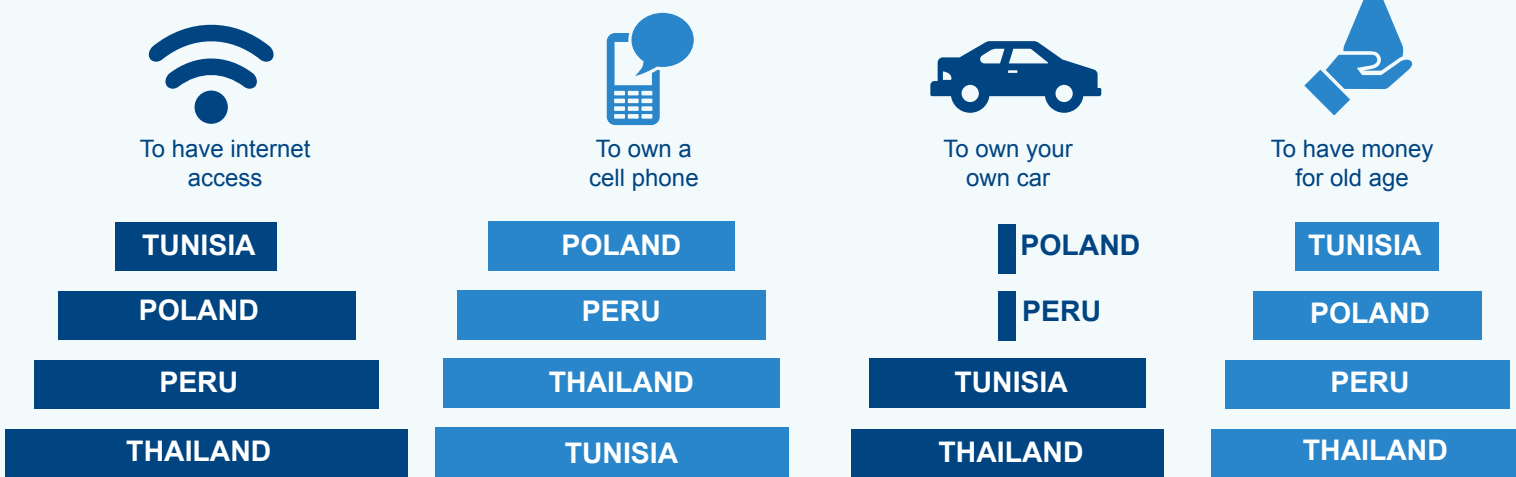 To have internet
access
TUNISIA
POLAND
PERU
THAILAND
To own a
cell phone
POLAND
PERU
THAILAND
TUNISIA
To own your
own car
POLAND
PERU
TUNISIA
THAILAND
To have money
for old age
TUNISIA
POLAND
PERU
THAILAND